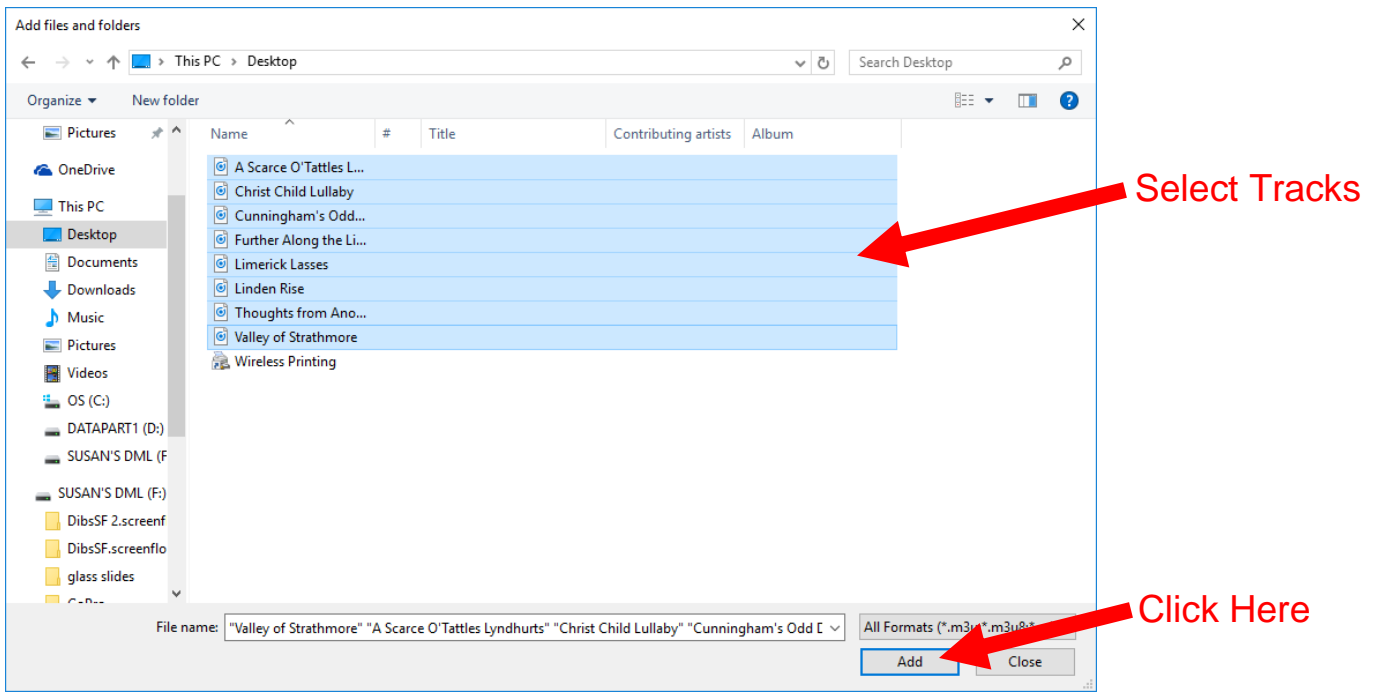 Add files and folders
This PC > Desktop
Search Desktop
Organize
New folder
Pictures
OneDrive
This PC
Desktop
Documents
Downloads
Music
Pictures
Videos
OS (C:)
DATAPART1 (D:)
SUSAN'S DML (F
SUSAN'S DML (F:)
DibsSF 2.screenf
DibsSF.screenflo
glass slides
Name # Title Contributing artists Album
A Scarce O'Tattles L...
Christ Child Lullaby
Cunningham's Odd...
Further Along the Li...
Limerick Lasses
Linden Rise
Thoughts from Ano...
Valley of Strathmore
Wireless Printing
Select Tracks
Click Here
File name: "Valley of Strathmore" "A Scarce O'Tattles Lyndhurts" "Christ Child Lullaby" "Cunningham's Odd D
All Formats (*.m3u;*.m3u8;*.
Add
Close